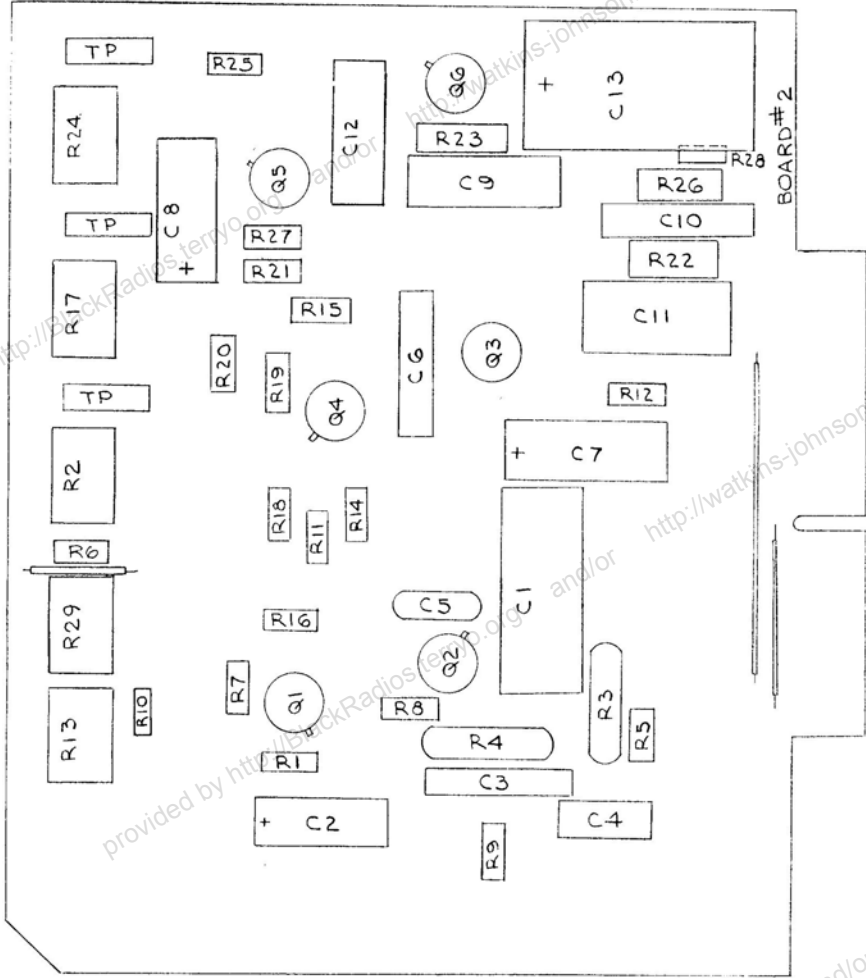 TP
R25
Q6
C13
R24
C12
R23
BOARD #2
R28
Q5
C9
R26
C8
TP
C10
R27
R22
R21
R17
R15
C11
C6
Q3
R20
R19
R12
TP
Q4
C7
R2
R18
R11
R14
R6
C5
C1
R16
R29
Q2
R7
Q1
R3
R10
R8
R5
R13
R4
R1
C3
C2
C4
R9
+
+
+
+
http://watkins-johnson
http://BlackRadios.terryo.org and/or
http://watkins-johnson
provided by http://BlackRadios.terryo.org and/or